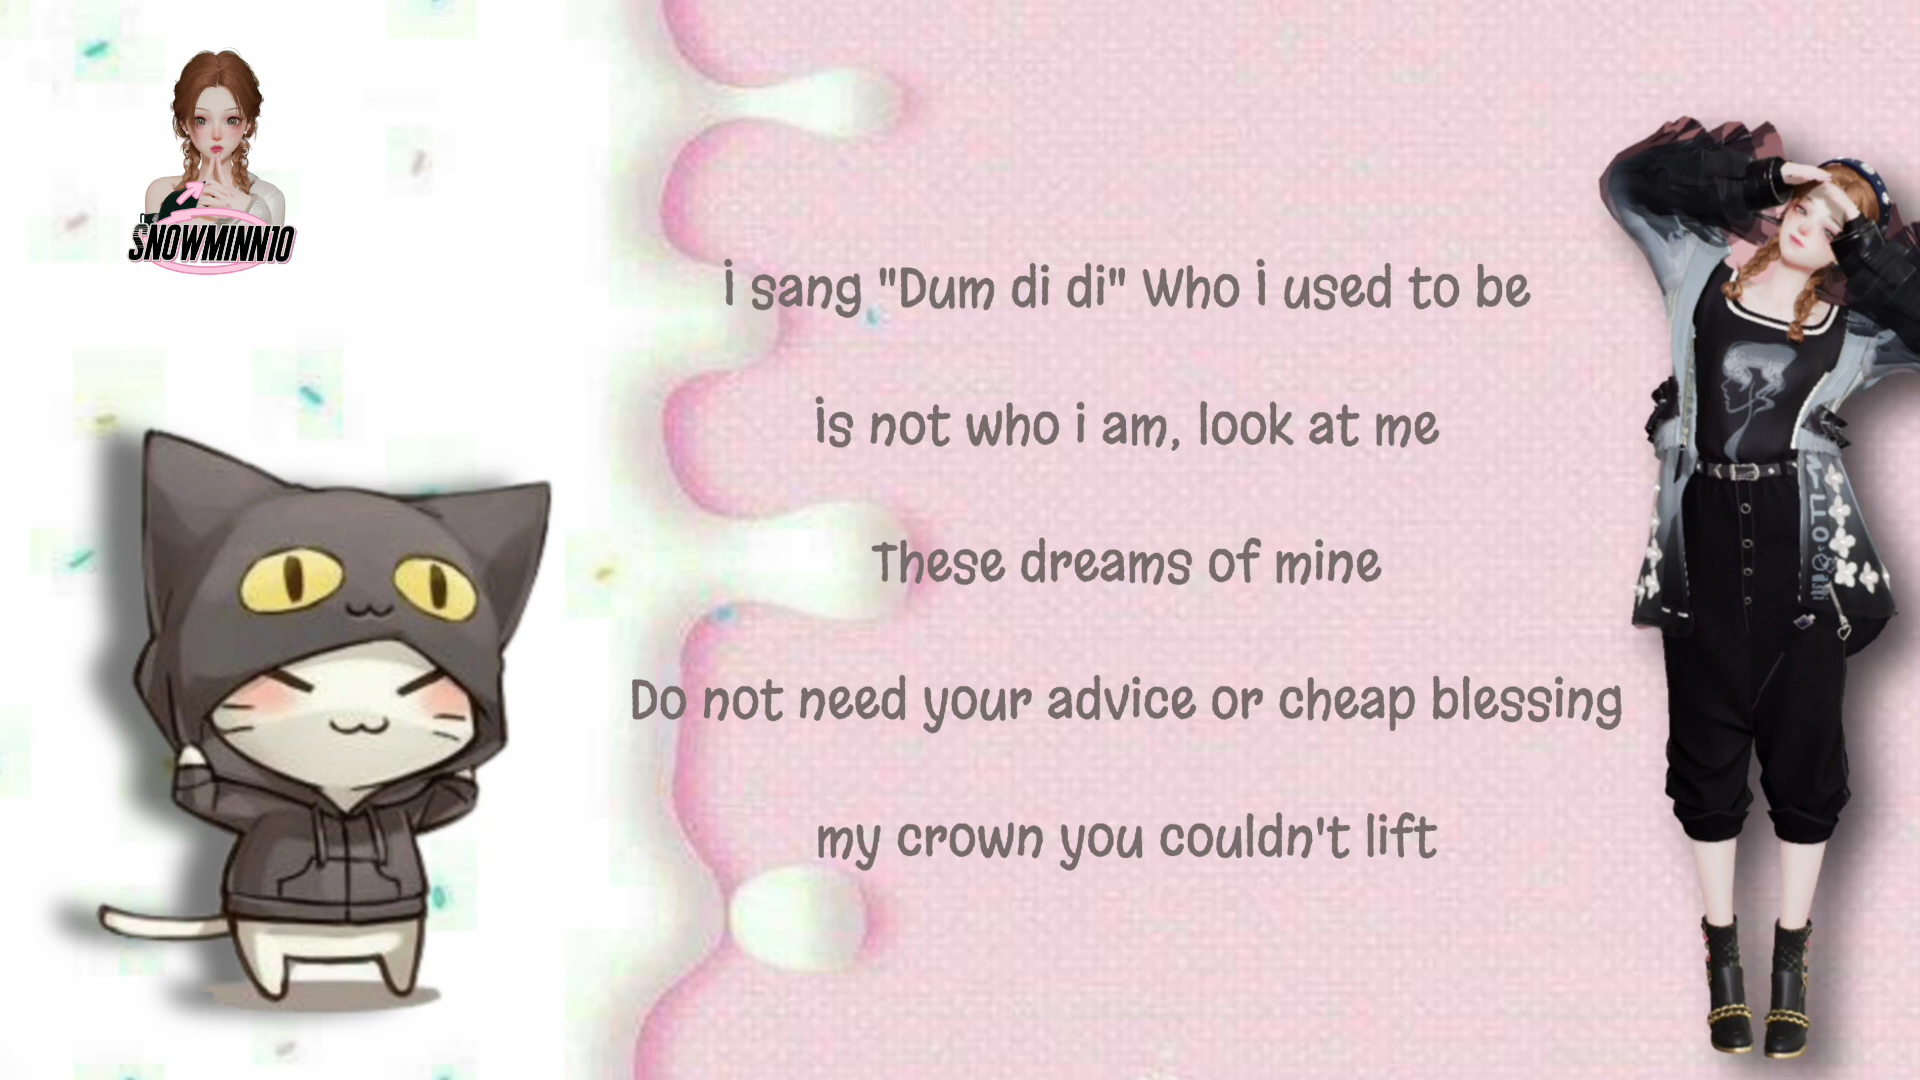 SNOWMINN10
I sang "Dum di di" Who I used to be
Is not who i am, look at me
These dreams of mine
Do not need your advice or cheap blessing
my crown you couldn't lift